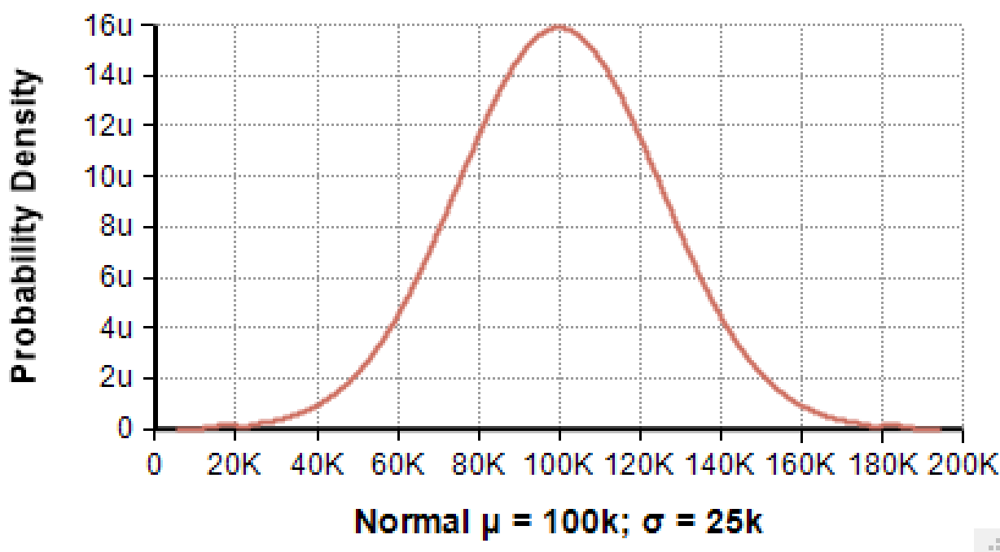 Probability Density
16u
14u
12u
10u
8u
6u
4u
2u
0
0 20K 40K 60K 80K 100K 120K 140K 160K 180K 200K
Normal μ = 100k; σ = 25k